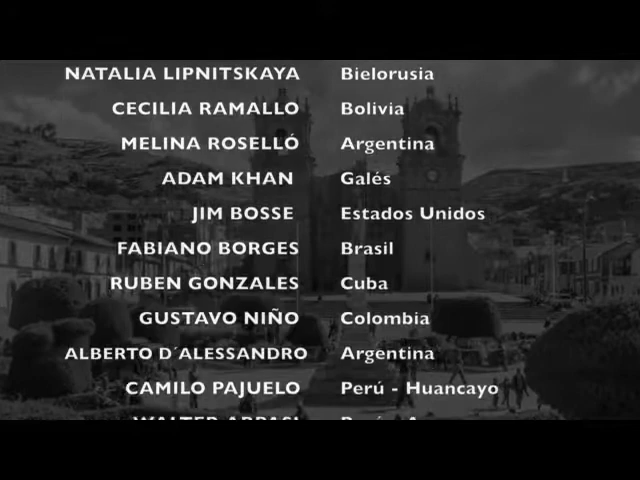 NATALIA LIPNITSKAYA Bielorusia
CECILIA RAMALLO Bolivia
MELINA ROSELLÓ Argentina
ADAM KHAN Galés
JIM BOSSE Estados Unidos
FABIANO BORGES Brasil
RUBEN GONZALES Cuba
GUSTAVO NIÑO Colombia
ALBERTO D´ALESSANDRO Argentina
CAMILO PAJUELO Perú - Huancayo
WALTER